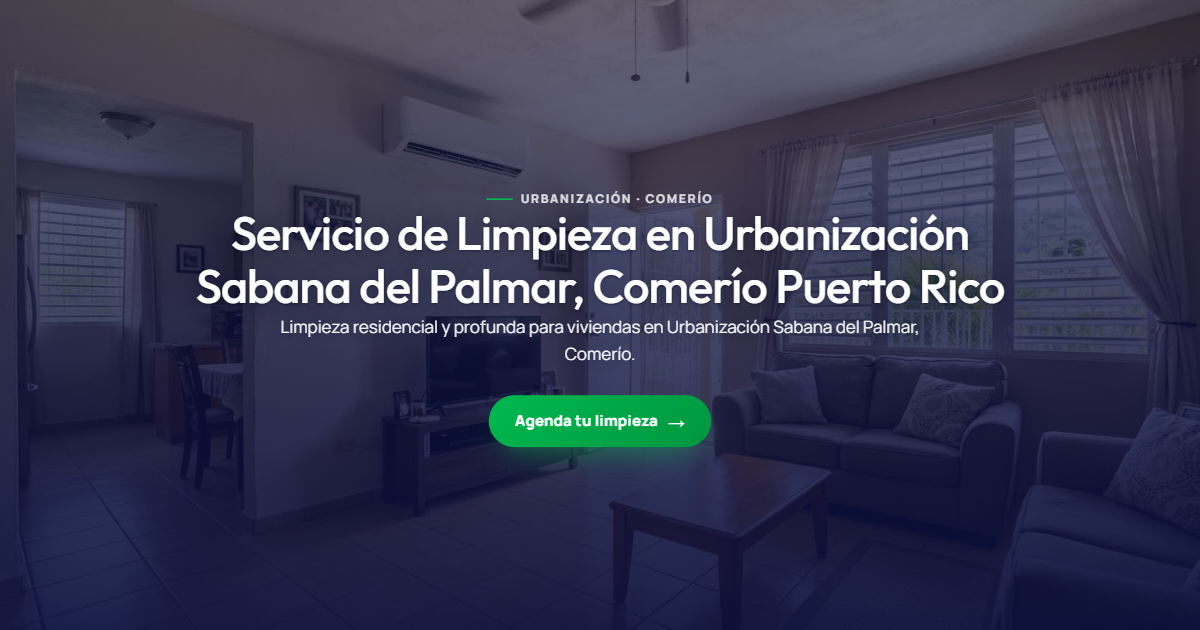 URBANIZACIÓN · COMERÍO
Servicio de Limpieza en Urbanización
Sabana del Palmar, Comerío Puerto Rico
Limpieza residencial y profunda para viviendas en Urbanización Sabana del Palmar,
Comerío.
Agenda tu limpieza →